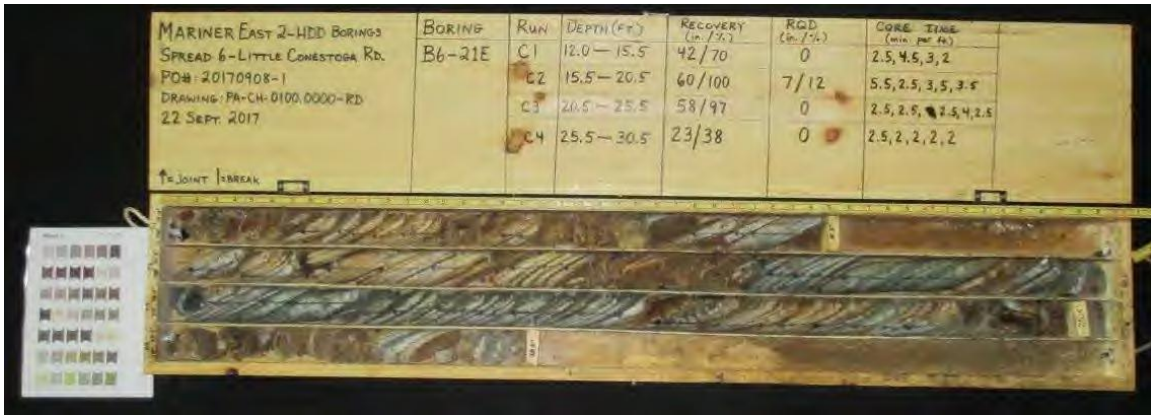 MARINER EAST 2-HDD BORINGS
SPREAD 6-LITTLE CONESTOGA RD.
PO#: 20170908-1
DRAWING: PA-CH-0100.0000-RD
22 SEPT. 2017
↑=JOINT |=BREAK
BORING RUN DEPTH (FT.) RECOVERY (in./%) RQD (in./%) CORE TIME (min. per ft.)
B6-21E C1 12.0 — 15.5 42/70 0 2.5, 4.5, 3, 2
C2 15.5 — 20.5 60/100 7/12 5.5, 2.5, 3, 5, 3.5
C3 20.5 — 25.5 58/97 0 2.5, 2.5, 2.5, 4, 2.5
C4 25.5 — 30.5 23/38 0 2.5, 2, 2, 2, 2